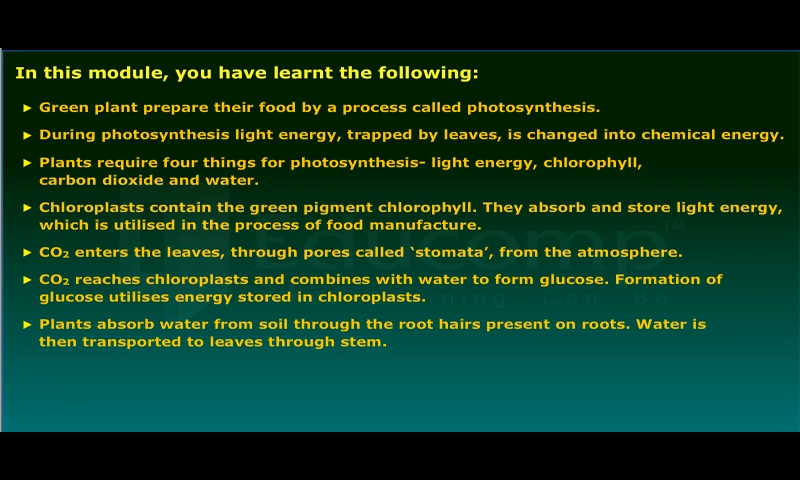 In this module, you have learnt the following:
► Green plant prepare their food by a process called photosynthesis.
► During photosynthesis light energy, trapped by leaves, is changed into chemical energy.
► Plants require four things for photosynthesis- light energy, chlorophyll,
carbon dioxide and water.
► Chloroplasts contain the green pigment chlorophyll. They absorb and store light energy,
which is utilised in the process of food manufacture.
► CO₂ enters the leaves, through pores called ‘stomata’, from the atmosphere.
► CO₂ reaches chloroplasts and combines with water to form glucose. Formation of
glucose utilises energy stored in chloroplasts.
► Plants absorb water from soil through the root hairs present on roots. Water is
then transported to leaves through stem.
Educomp™
Can Be